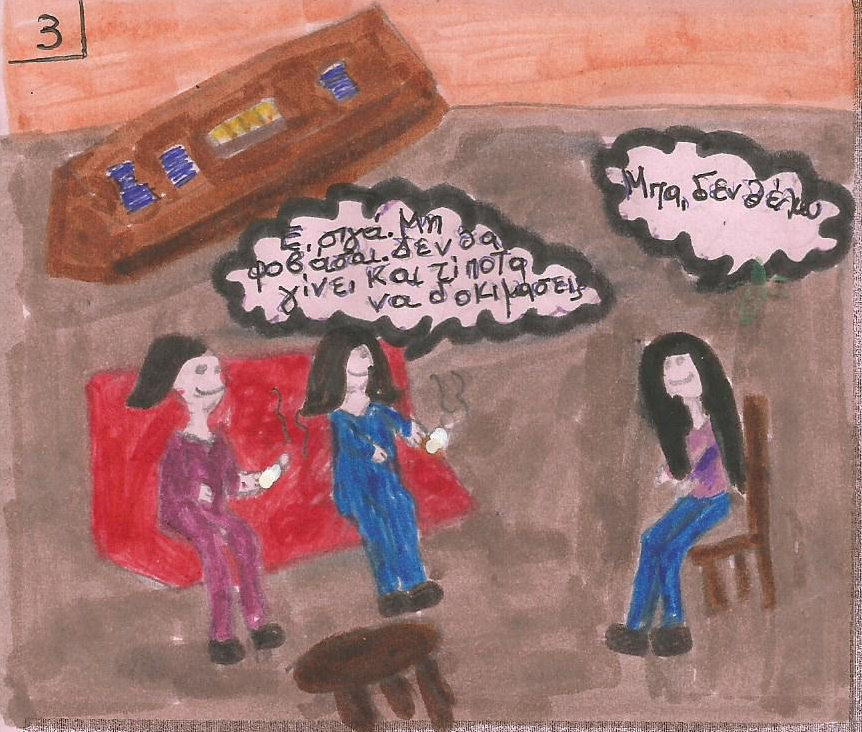 3
Ε, σιγά. Μη
φοβάσαι. Δεν θα
γίνει και τίποτα
να δοκιμάσεις
Μπα, δεν θέλω